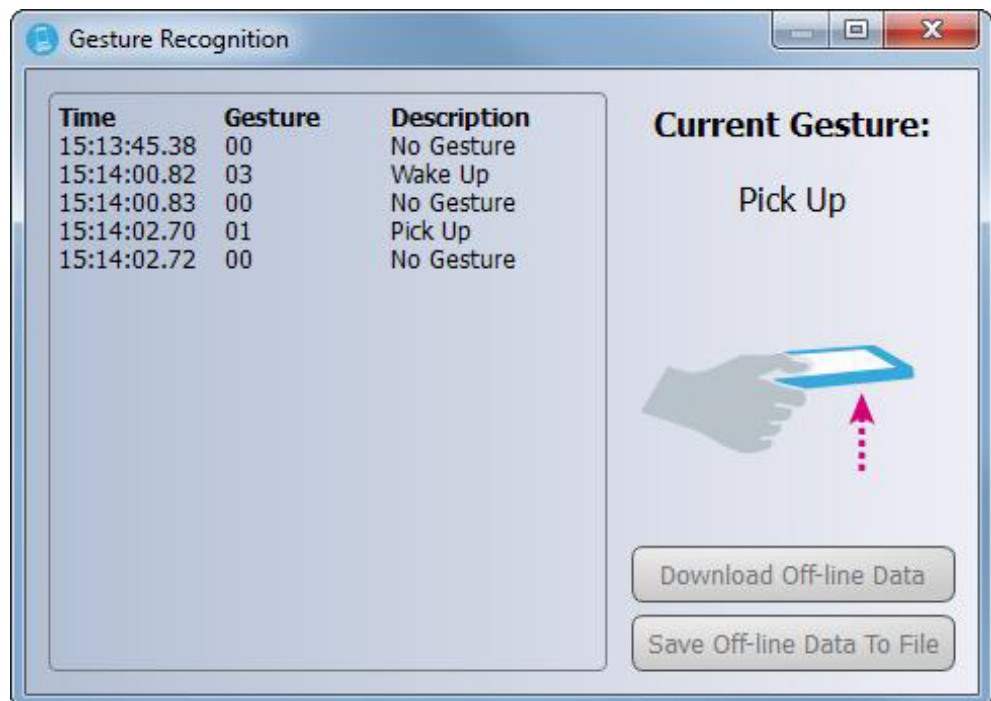 Gesture Recognition
Time Gesture Description
15:13:45.38 00 No Gesture
15:14:00.82 03 Wake Up
15:14:00.83 00 No Gesture
15:14:02.70 01 Pick Up
15:14:02.72 00 No Gesture
Current Gesture:
Pick Up
Download Off-line Data
Save Off-line Data To File